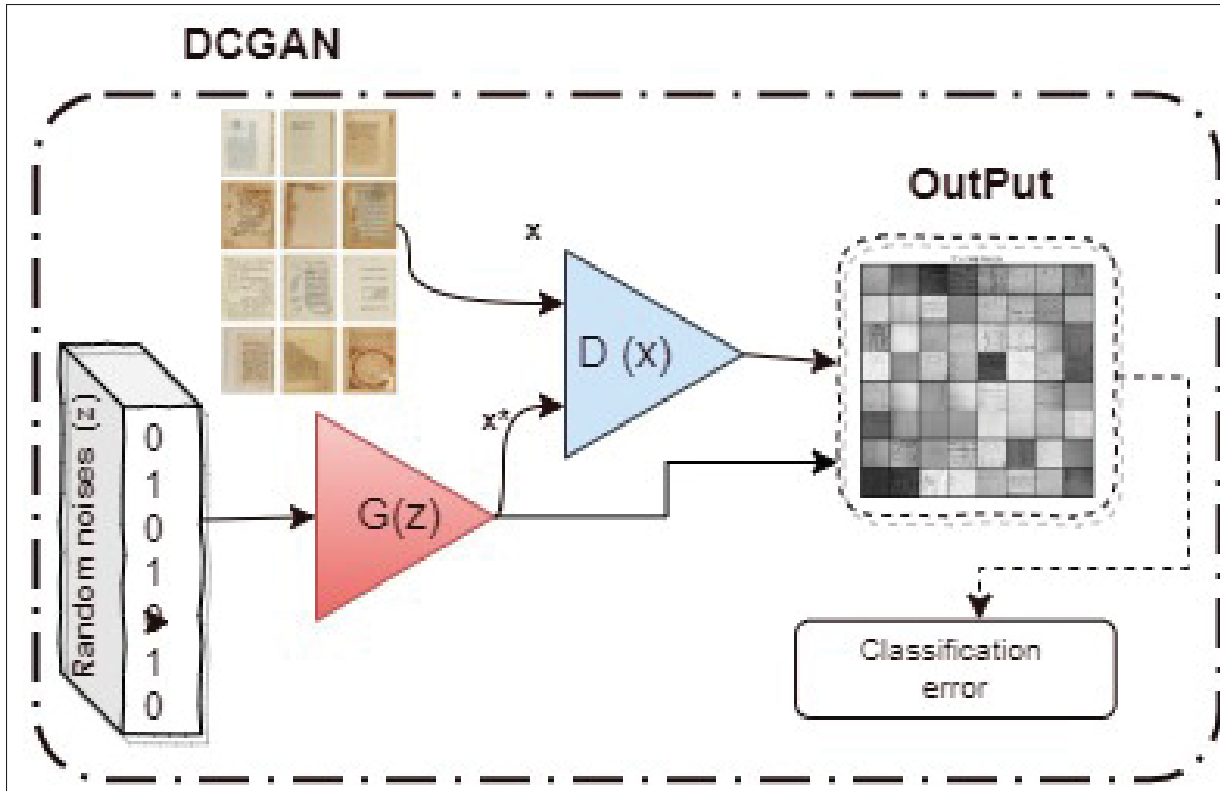 DCGAN
OutPut
x
D (x)
x*
G(z)
Random noises (z)
0
1
0
1
1
0
Classification
error